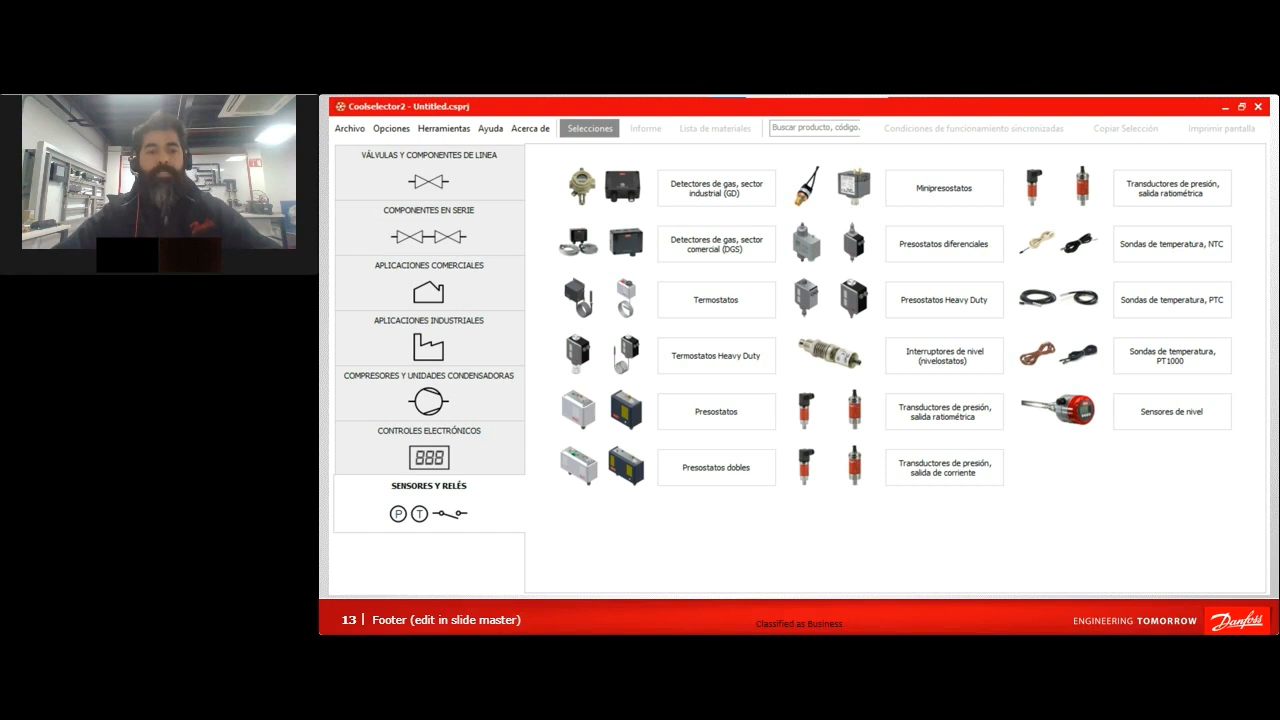 Coolselector2 - Untitled.csprj
Archivo Opciones Herramientas Ayuda Acerca de Selecciones Informe Lista de materiales Buscar producto, código. Condiciones de funcionamiento sincronizadas Copiar Selección Imprimir pantalla
VÁLVULAS Y COMPONENTES DE LINEA
COMPONENTES EN SERIE
APLICACIONES COMERCIALES
APLICACIONES INDUSTRIALES
COMPRESORES Y UNIDADES CONDENSADORAS
CONTROLES ELECTRÓNICOS
888
SENSORES Y RELÉS
P T
Detectores de gas, sector
industrial (GD)
Detectores de gas, sector
comercial (DGS)
Termostatos
Termostatos Heavy Duty
Presostatos
Presostatos dobles
Minipresostatos
Presostatos diferenciales
Presostatos Heavy Duty
Interruptores de nivel
(nivelostatos)
Transductores de presión,
salida ratiométrica
Transductores de presión,
salida de corriente
Transductores de presión,
salida ratiométrica
Sondas de temperatura, NTC
Sondas de temperatura, PTC
Sondas de temperatura,
PT1000
Sensores de nivel
13 | Footer (edit in slide master)
Classified as Business
ENGINEERING TOMORROW
Danfoss